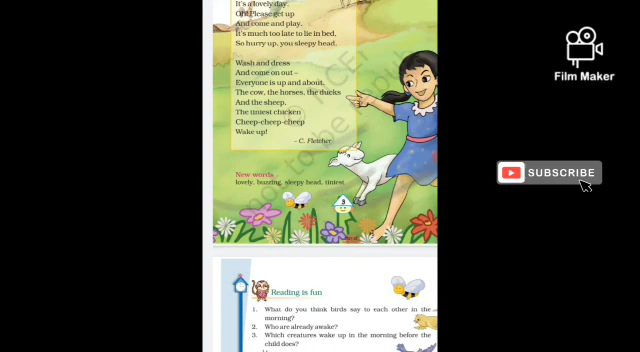 It's a lovely day.
Oh! Please get up
And come and play.
It's much too late to lie in bed,
So hurry up, you sleepy head.
Wash and dress
And come on out –
Everyone is up and about,
The cow, the horses, the ducks
And the sheep,
The tiniest chicken
Cheep-cheep-cheep
Wake up!
– C. Fletcher
New words
lovely, buzzing, sleepy head, tiniest
3
Reading is fun
1. What do you think birds say to each other in the
morning?
2. Who are already awake?
3. Which creatures wake up in the morning before the
child does?
Film Maker
SUBSCRIBE